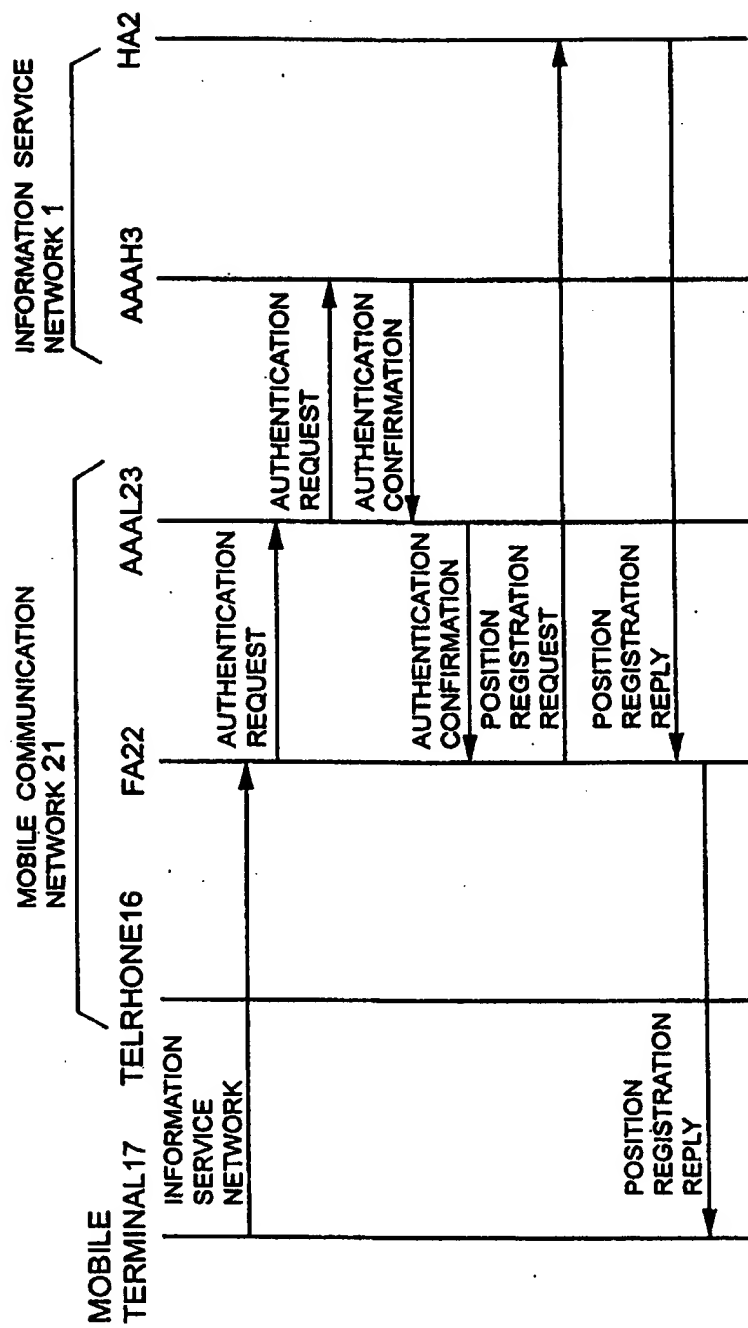 MOBILE COMMUNICATION
NETWORK 21
INFORMATION SERVICE
NETWORK 1
MOBILE
TERMINAL17
TELRHONE16
FA22
AAAL23
AAAH3
HA2
INFORMATION
SERVICE
NETWORK
AUTHENTICATION
REQUEST
AUTHENTICATION
REQUEST
AUTHENTICATION
CONFIRMATION
AUTHENTICATION
CONFIRMATION
POSITION
REGISTRATION
REQUEST
POSITION
REGISTRATION
REPLY
POSITION
REGISTRATION
REPLY